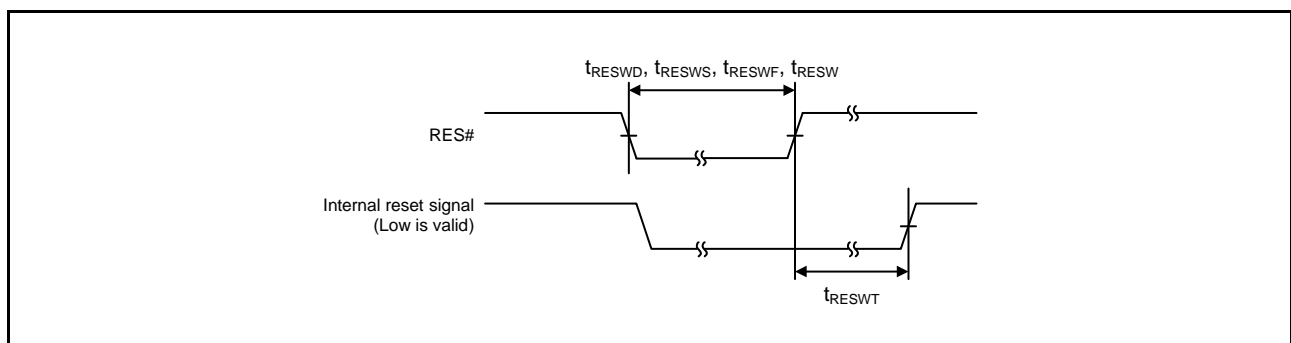 tRESWD, tRESWS, tRESWF, tRESW
RES#
Internal reset signal
(Low is valid)
tRESWT